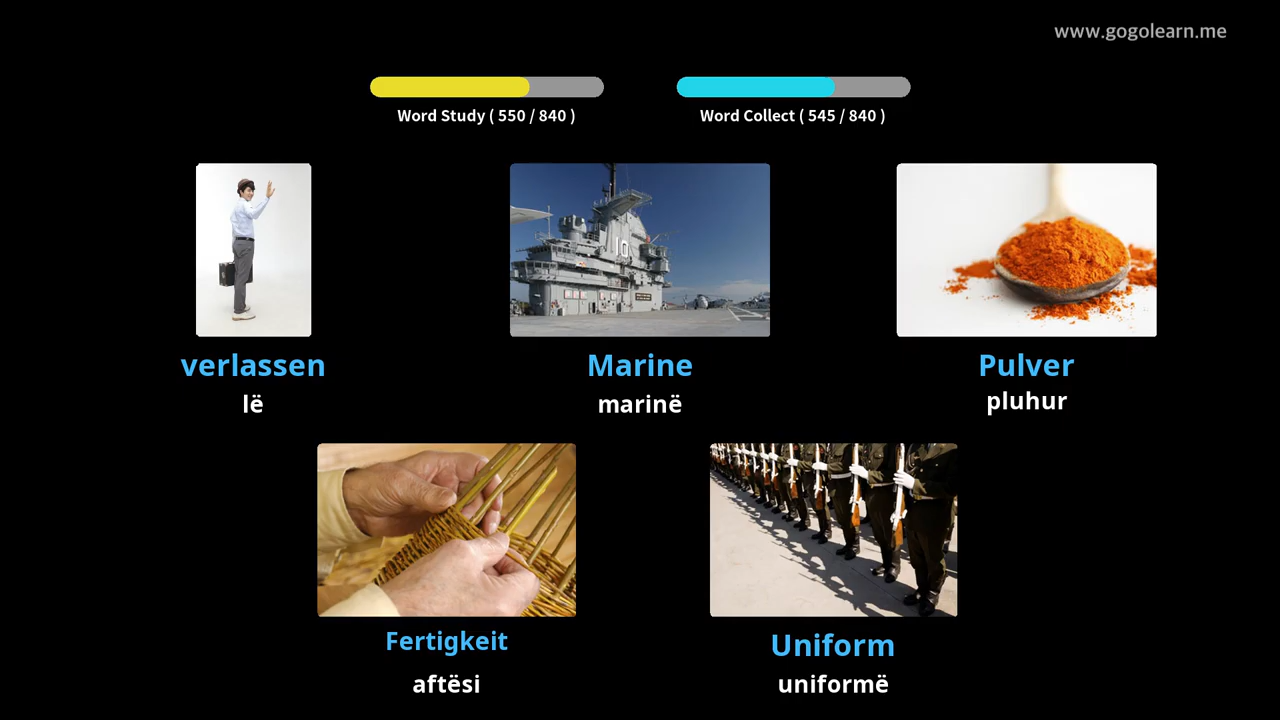 www.gogolearn.me
Word Study ( 550 / 840 )
Word Collect ( 545 / 840 )
10
verlassen
Marine
Pulver
lë
marinë
pluhur
Fertigkeit
Uniform
aftësi
uniformë